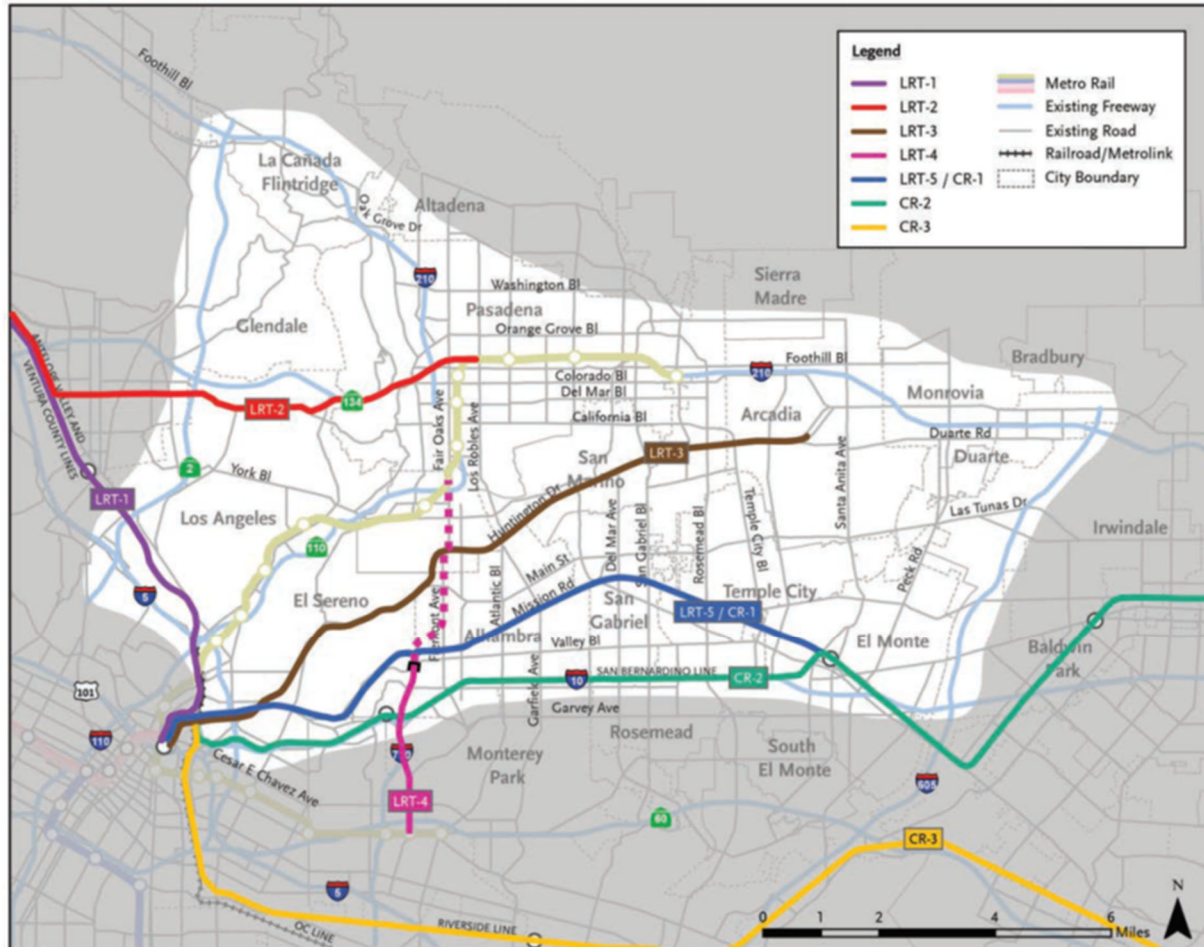 Legend
LRT-1
LRT-2
LRT-3
LRT-4
LRT-5 / CR-1
CR-2
CR-3
Metro Rail
Existing Freeway
Existing Road
Railroad/Metrolink
City Boundary
Foothill Bl
La Cañada
Flintridge
Oak Grove Dr
Altadena
210
Washington Bl
Sierra
Madre
Pasadena
Glendale
Orange Grove Bl
Foothill Bl
Bradbury
210
Colorado Bl
Del Mar Bl
Monrovia
ANTELOPE VALLEY AND
VENTURA COUNTY LINES
LRT-2
134
California Bl
Arcadia
Fair Oaks Ave
Los Robles Ave
Duarte Rd
LRT-3
Duarte
2
York Bl
San
Marino
Santa Anita Ave
LRT-1
Los Angeles
Huntington Dr
Del Mar Ave
San Gabriel Bl
Rosemead Bl
Temple City Bl
Las Tunas Dr
Irwindale
110
Main St
Mission Rd
Atlantic Bl
Peck Rd
5
El Sereno
Fremont Ave
San
Gabriel
Temple City
LRT-5 / CR-1
Alhambra
Valley Bl
El Monte
Baldwin
Park
SAN BERNARDINO LINE
10
CR-2
101
Garfield Ave
Garvey Ave
110
Rosemead
South
El Monte
Monterey
Park
Cesar E Chavez Ave
710
605
LRT-4
60
CR-3
5
OC LINE
RIVERSIDE LINE
N
0 1 2 4 6
Miles